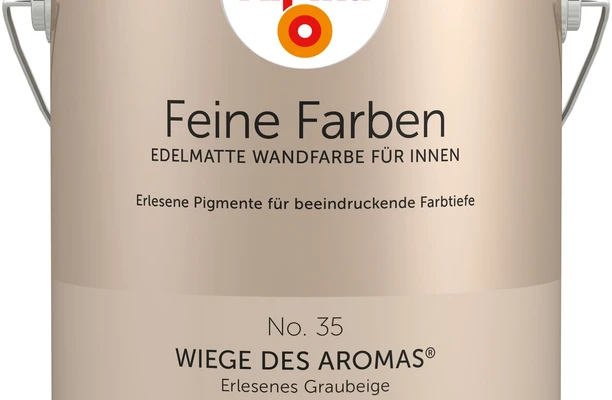 Feine Farben
EDELMATTE WANDFARBE FÜR INNEN
Erlesene Pigmente für beeindruckende Farbtiefe
No. 35
WIEGE DES AROMAS®
Erlesenes Graubeige